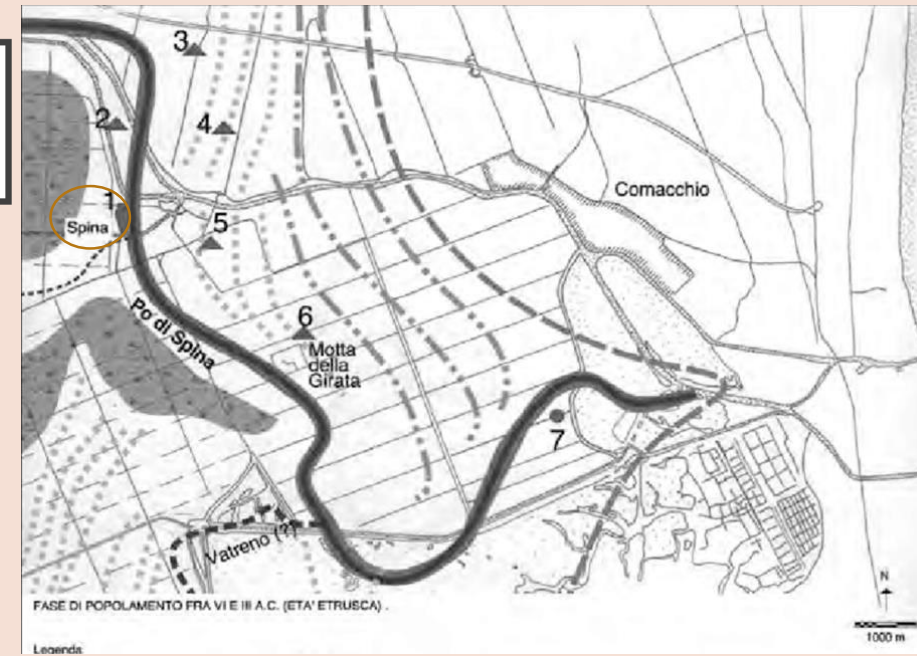 3
2
4
Comacchio
1
Spina
5
6
Po di Spina
Motta
della
Girata
7
Vatreno (?)
N
FASE DI POPOLAMENTO FRA VI E III A.C. (ETA' ETRUSCA) .
1000 m
Legenda